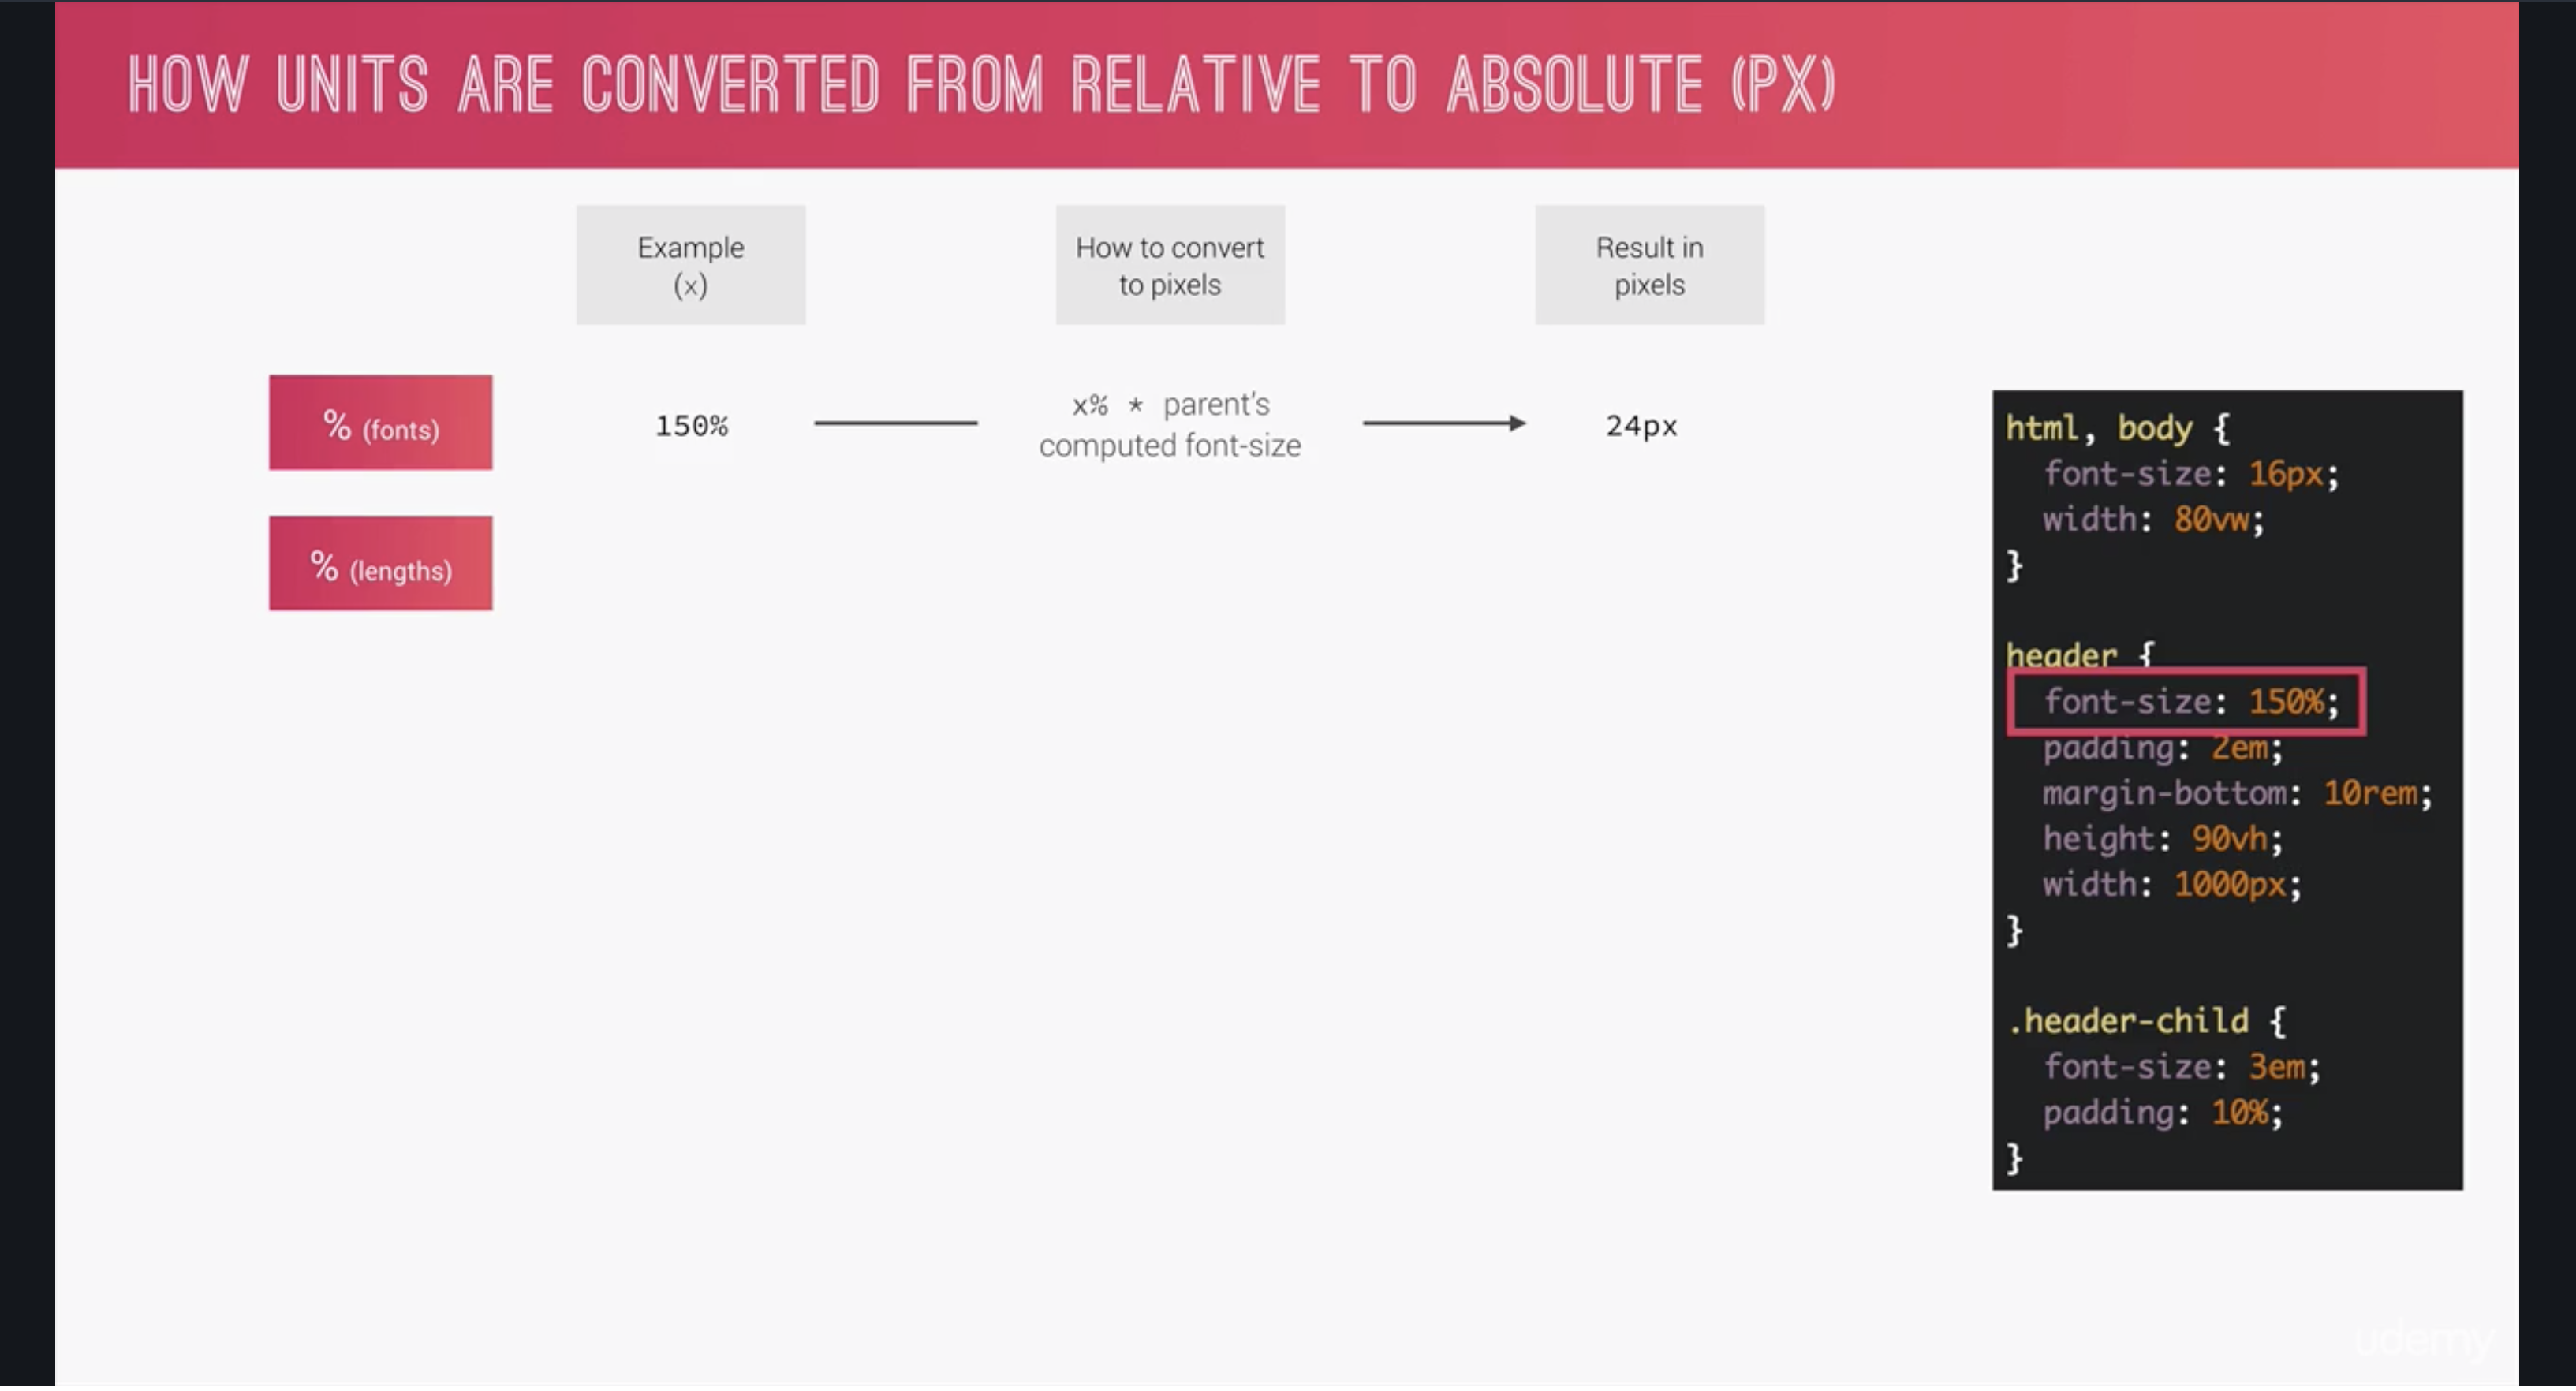 HOW UNITS ARE CONVERTED FROM RELATIVE TO ABSOLUTE (PX)
Example
(x)
How to convert
to pixels
Result in
pixels
% (fonts)
150%
x% * parent's
computed font-size
24px
% (lengths)
html, body {
font-size: 16px;
width: 80vw;
}
header {
font-size: 150%;
padding: 2em;
margin-bottom: 10rem;
height: 90vh;
width: 1000px;
}
.header-child {
font-size: 3em;
padding: 10%;
}
udemy